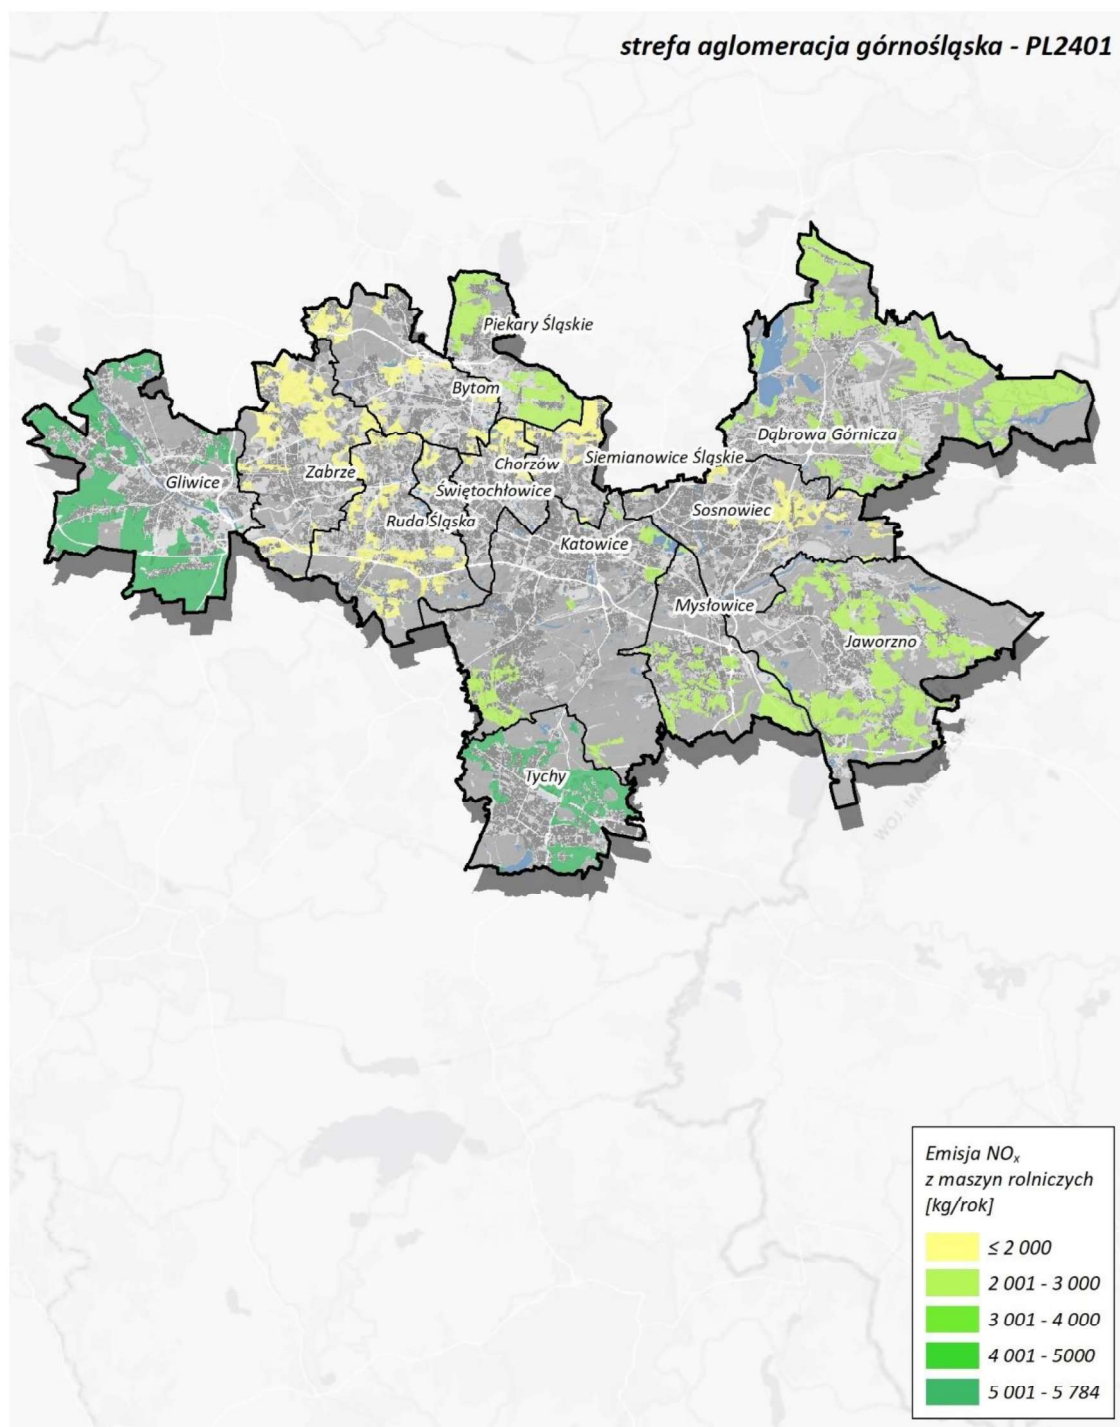 strefa aglomeracja górnośląska - PL2401
Piekary Śląskie
Bytom
Dąbrowa Górnicza
Siemianowice Śląskie
Chorzów
Zabrze
Gliwice
Świętochłowice
Sosnowiec
Ruda Śląska
Katowice
Mysłowice
Jaworzno
Tychy
Emisja NOₓ
z maszyn rolniczych
[kg/rok]
≤ 2 000
2 001 - 3 000
3 001 - 4 000
4 001 - 5000
5 001 - 5 784